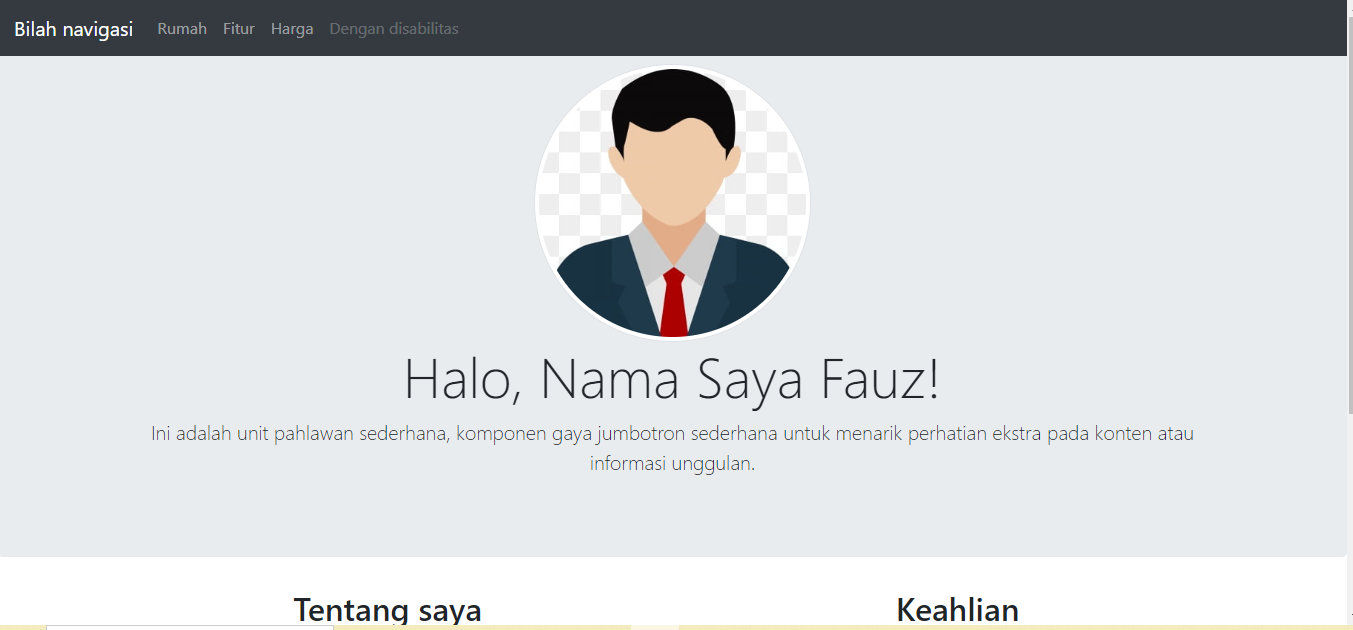 Bilah navigasi Rumah Fitur Harga Dengan disabilitas
Halo, Nama Saya Fauz!
Ini adalah unit pahlawan sederhana, komponen gaya jumbotron sederhana untuk menarik perhatian ekstra pada konten atau
informasi unggulan.
Tentang saya Keahlian